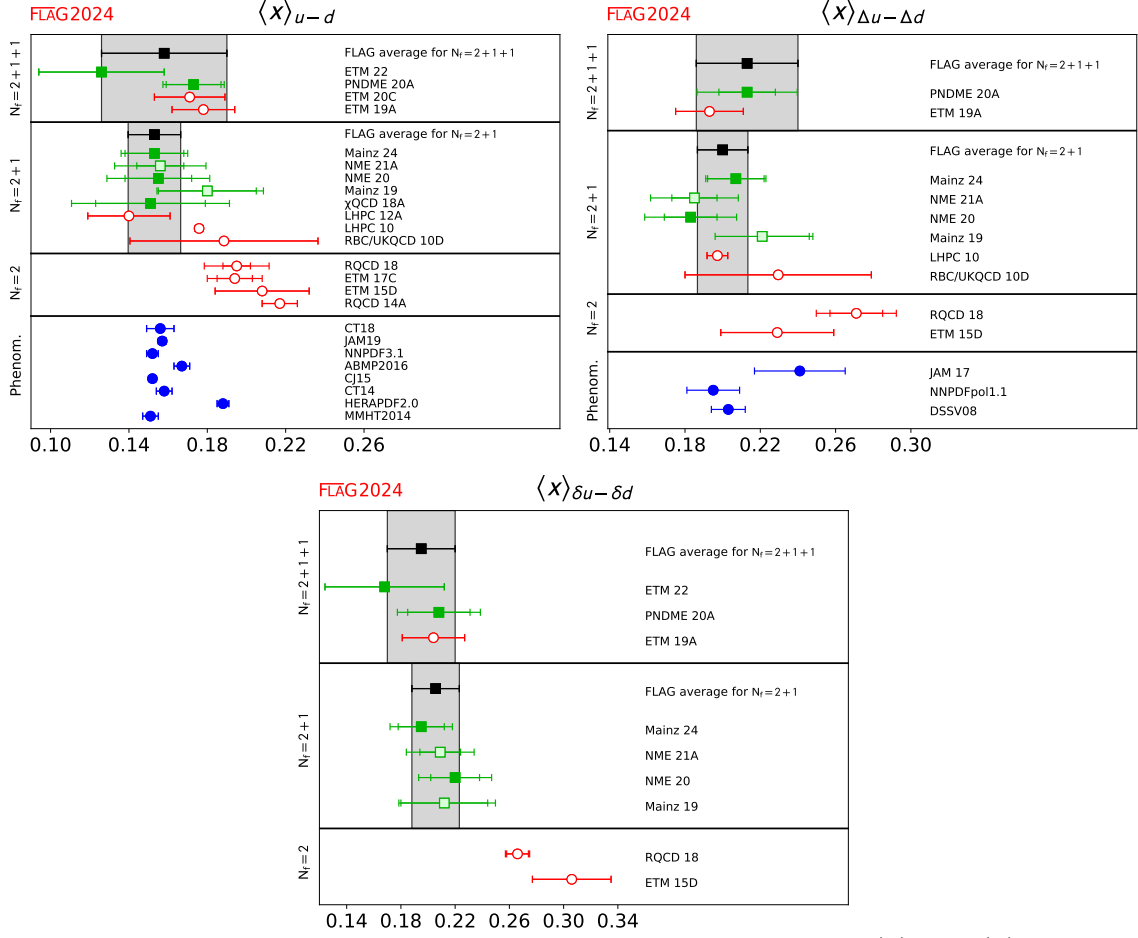 FLAG2024
⟨x⟩u−d
Nf=2+1+1
FLAG average for Nf=2+1+1
ETM 22
PNDME 20A
ETM 20C
ETM 19A
Nf=2+1
FLAG average for Nf=2+1
Mainz 24
NME 21A
NME 20
Mainz 19
χQCD 18A
LHPC 12A
LHPC 10
RBC/UKQCD 10D
Nf=2
RQCD 18
ETM 17C
ETM 15D
RQCD 14A
Phenom.
CT18
JAM19
NNPDF3.1
ABMP2016
CJ15
CT14
HERAPDF2.0
MMHT2014
0.10 0.14 0.18 0.22 0.26
FLAG2024
⟨x⟩Δu−Δd
Nf=2+1+1
FLAG average for Nf=2+1+1
PNDME 20A
ETM 19A
Nf=2+1
FLAG average for Nf=2+1
Mainz 24
NME 21A
NME 20
Mainz 19
LHPC 10
RBC/UKQCD 10D
Nf=2
RQCD 18
ETM 15D
Phenom.
JAM 17
NNPDFpol1.1
DSSV08
0.14 0.18 0.22 0.26 0.30
FLAG2024
⟨x⟩δu−δd
Nf=2+1+1
FLAG average for Nf=2+1+1
ETM 22
PNDME 20A
ETM 19A
Nf=2+1
FLAG average for Nf=2+1
Mainz 24
NME 21A
NME 20
Mainz 19
Nf=2
RQCD 18
ETM 15D
0.14 0.18 0.22 0.26 0.30 0.34